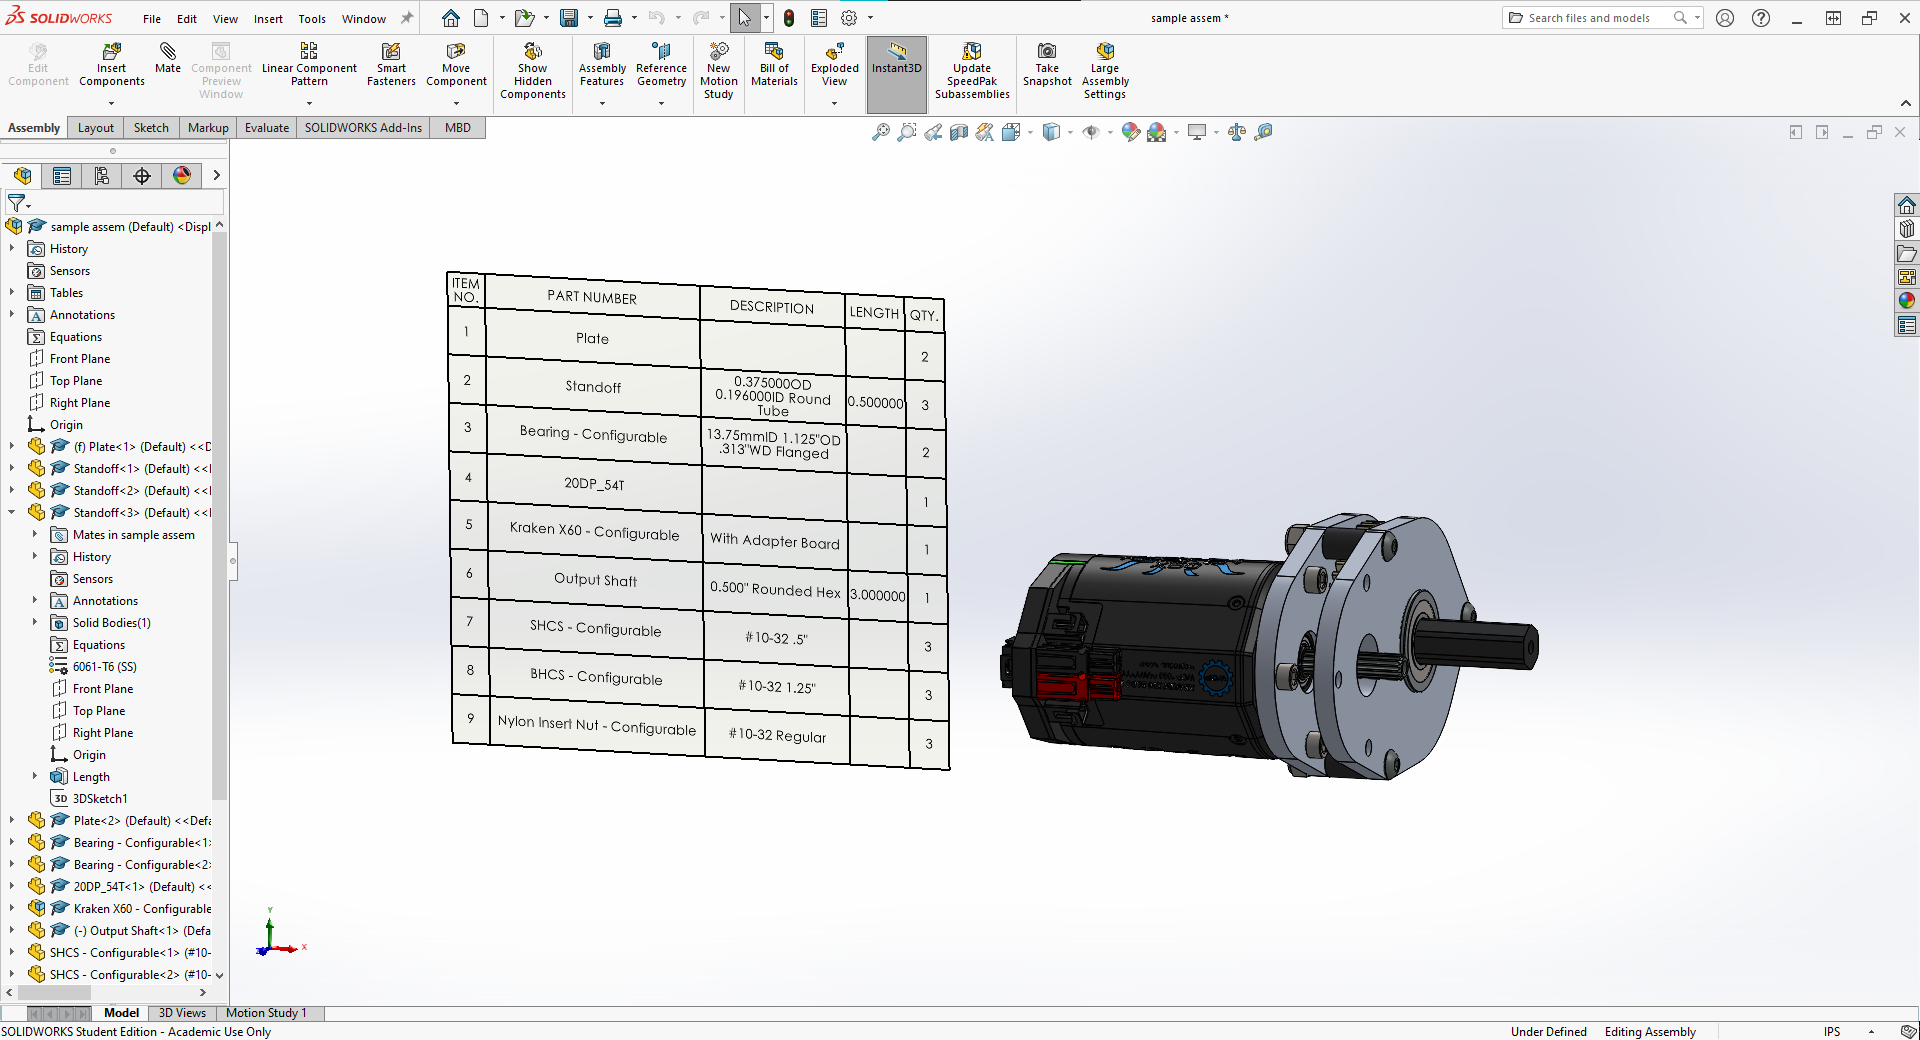 SOLIDWORKS File Edit View Insert Tools Window
sample assem *
Search files and models
Edit Component
Insert Components
Mate
Component Preview Window
Linear Component Pattern
Smart Fasteners
Move Component
Show Hidden Components
Assembly Features
Reference Geometry
New Motion Study
Bill of Materials
Exploded View
Instant3D
Update SpeedPak Subassemblies
Take Snapshot
Large Assembly Settings
Assembly Layout Sketch Markup Evaluate SOLIDWORKS Add-Ins MBD
sample assem (Default) <Displ
History
Sensors
Tables
Annotations
Equations
Front Plane
Top Plane
Right Plane
Origin
(f) Plate<1> (Default) <<D
Standoff<1> (Default) <<
Standoff<2> (Default) <<
Standoff<3> (Default) <<
Mates in sample assem
History
Sensors
Annotations
Solid Bodies(1)
Equations
6061-T6 (SS)
Front Plane
Top Plane
Right Plane
Origin
Length
3D 3DSketch1
Plate<2> (Default) <<Defa
Bearing - Configurable<1>
Bearing - Configurable<2>
20DP_54T<1> (Default) <<
Kraken X60 - Configurable
(-) Output Shaft<1> (Defa
SHCS - Configurable<1> (#10-
SHCS - Configurable<2> (#10-
ITEM NO. PART NUMBER DESCRIPTION LENGTH QTY.
1 Plate 2
2 Standoff 0.375000OD 0.196000ID Round Tube 0.500000 3
3 Bearing - Configurable 13.75mmID 1.125"OD .313"WD Flanged 2
4 20DP_54T 1
5 Kraken X60 - Configurable With Adapter Board 1
6 Output Shaft 0.500" Rounded Hex 3.000000 1
7 SHCS - Configurable #10-32 .5" 3
8 BHCS - Configurable #10-32 1.25" 3
9 Nylon Insert Nut - Configurable #10-32 Regular 3
Y
X
Z
Model 3D Views Motion Study 1
SOLIDWORKS Student Edition - Academic Use Only
Under Defined Editing Assembly IPS